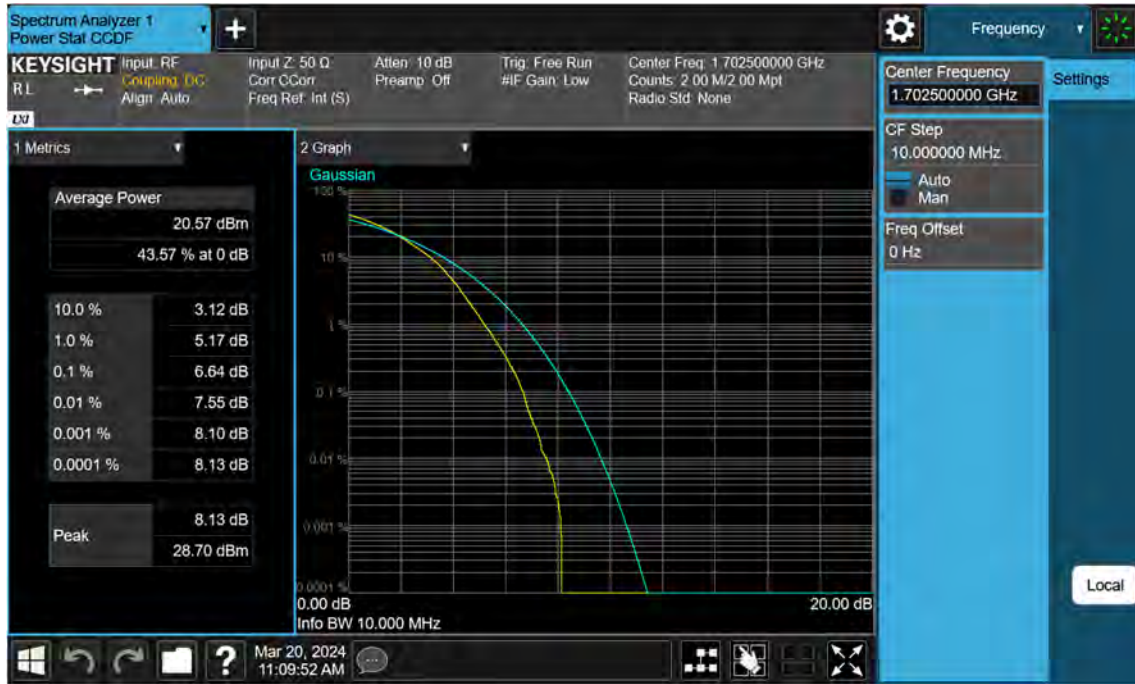 Spectrum Analyzer 1
Power Stat CCDF
Frequency
KEYSIGHT
RL
LXI
Input: RF
Coupling: DC
Align: Auto
Input Z: 50 Ω
Corr CCorr
Freq Ref: Int (S)
Atten: 10 dB
Preamp: Off
Trig: Free Run
#IF Gain: Low
Center Freq: 1.702500000 GHz
Counts: 2.00 M/2.00 Mpt
Radio Std: None
Center Frequency
1.702500000 GHz
Settings
CF Step
10.000000 MHz
Auto
Man
Freq Offset
0 Hz
1 Metrics
Average Power
20.57 dBm
43.57 % at 0 dB
10.0 % 3.12 dB
1.0 % 5.17 dB
0.1 % 6.64 dB
0.01 % 7.55 dB
0.001 % 8.10 dB
0.0001 % 8.13 dB
Peak
8.13 dB
28.70 dBm
2 Graph
Gaussian
100 %
10 %
1 %
0.1 %
0.01 %
0.001 %
0.0001 %
0.00 dB 20.00 dB
Info BW 10.000 MHz
Local
Mar 20, 2024
11:09:52 AM